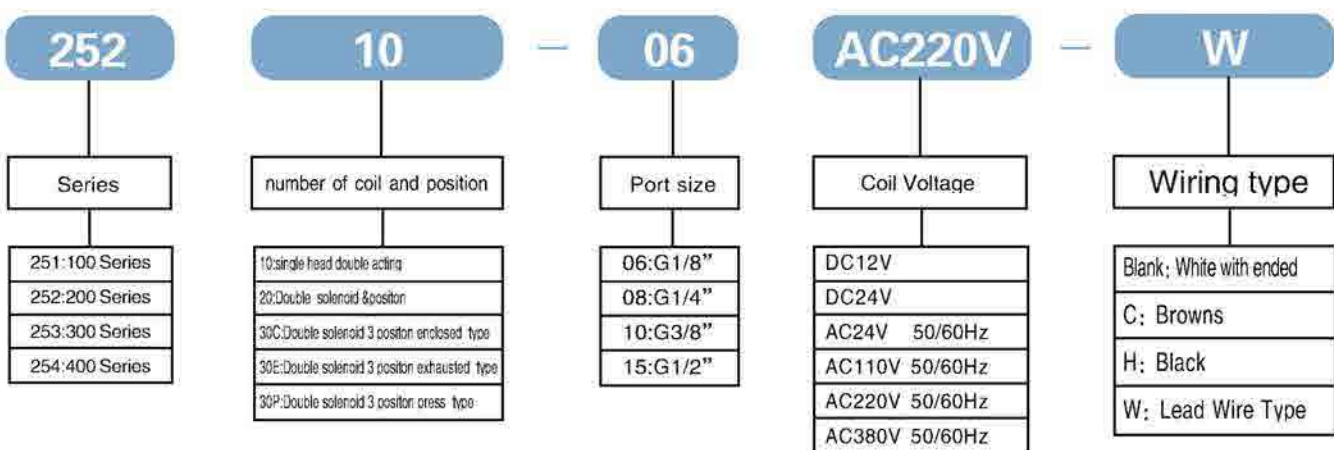 252 10 — 06 AC220V — W
Series
number of coil and position
Port size
Coil Voltage
Wiring type
251:100 Series
252:200 Series
253:300 Series
254:400 Series
10:single head double acting
20:Double solenoid &positon
30C:Double solenoid 3 positon enclosed type
30E:Double solenoid 3 positon exhausted type
30P:Double solenoid 3 positon press type
06:G1/8”
08:G1/4”
10:G3/8”
15:G1/2”
DC12V
DC24V
AC24V 50/60Hz
AC110V 50/60Hz
AC220V 50/60Hz
AC380V 50/60Hz
Blank: White with ended
C: Browns
H: Black
W: Lead Wire Type